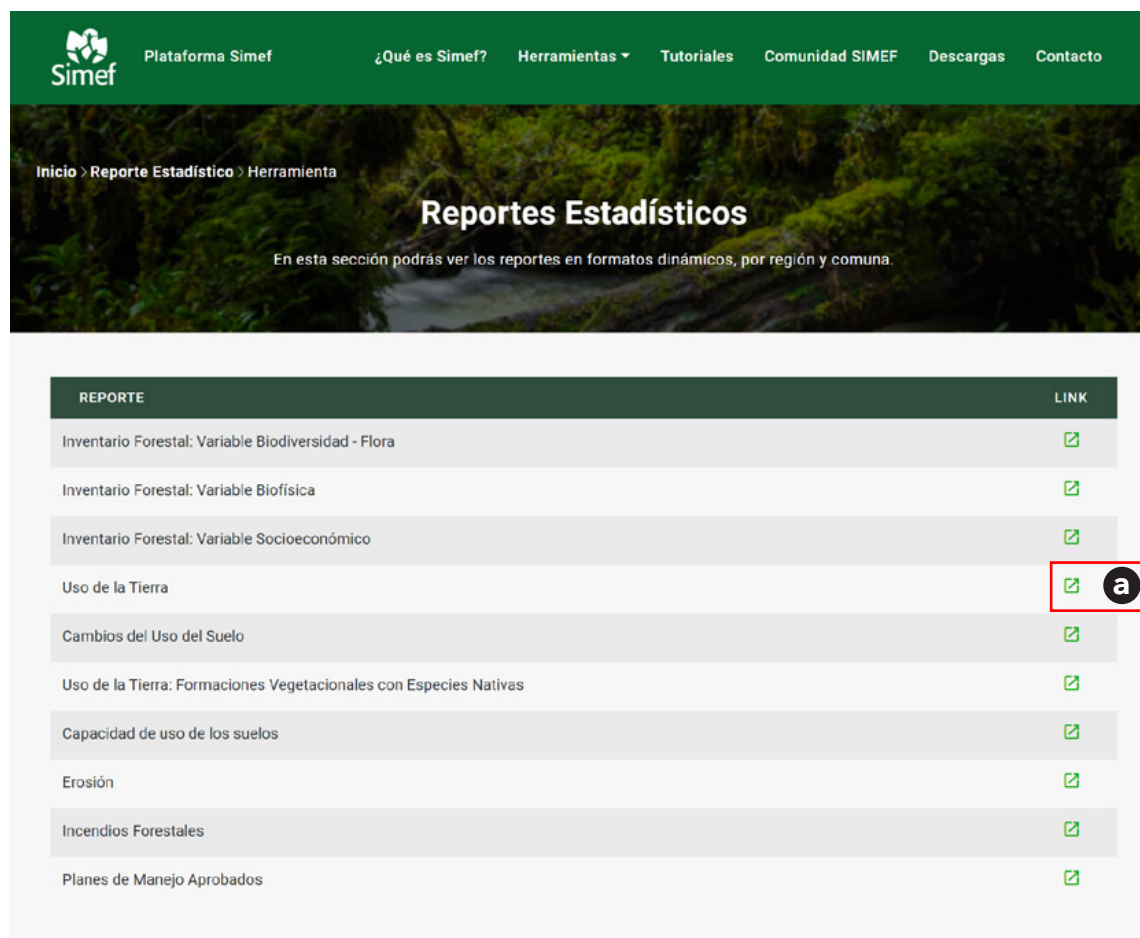 Simef
Plataforma Simef
¿Qué es Simef?
Herramientas
Tutoriales
Comunidad SIMEF
Descargas
Contacto
Inicio > Reporte Estadístico > Herramienta
Reportes Estadísticos
En esta sección podrás ver los reportes en formatos dinámicos, por región y comuna.
REPORTE LINK
Inventario Forestal: Variable Biodiversidad - Flora
Inventario Forestal: Variable Biofísica
Inventario Forestal: Variable Socioeconómico
Uso de la Tierra
a
Cambios del Uso del Suelo
Uso de la Tierra: Formaciones Vegetacionales con Especies Nativas
Capacidad de uso de los suelos
Erosión
Incendios Forestales
Planes de Manejo Aprobados